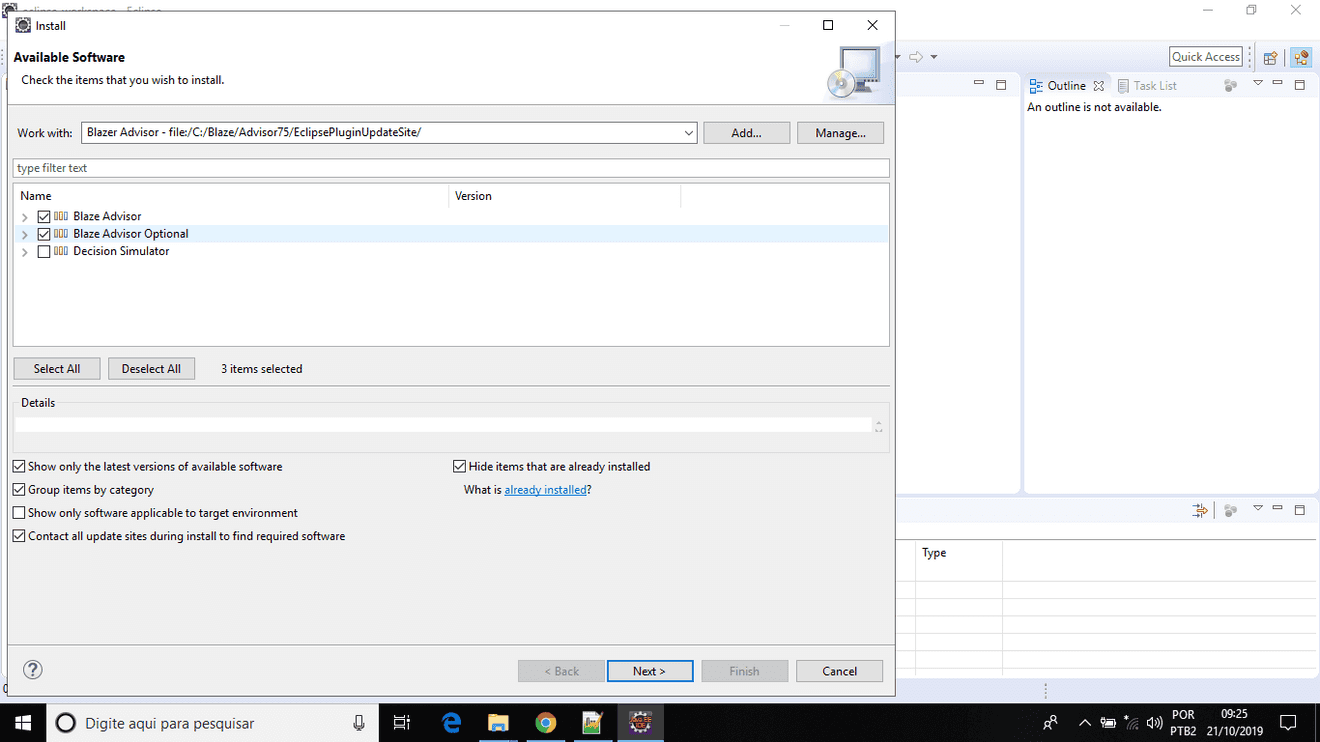 eclipse-workspace - Eclipse
Install
Available Software
Check the items that you wish to install.
Work with:
Blazer Advisor - file:/C:/Blaze/Advisor75/EclipsePluginUpdateSite/
Add...
Manage...
type filter text
Name
Version
Blaze Advisor
Blaze Advisor Optional
Decision Simulator
Select All
Deselect All
3 items selected
Details
Show only the latest versions of available software
Hide items that are already installed
Group items by category
What is already installed?
Show only software applicable to target environment
Contact all update sites during install to find required software
< Back
Next >
Finish
Cancel
Quick Access
Outline
Task List
An outline is not available.
Type
Digite aqui para pesquisar
POR
PTB2
09:25
21/10/2019